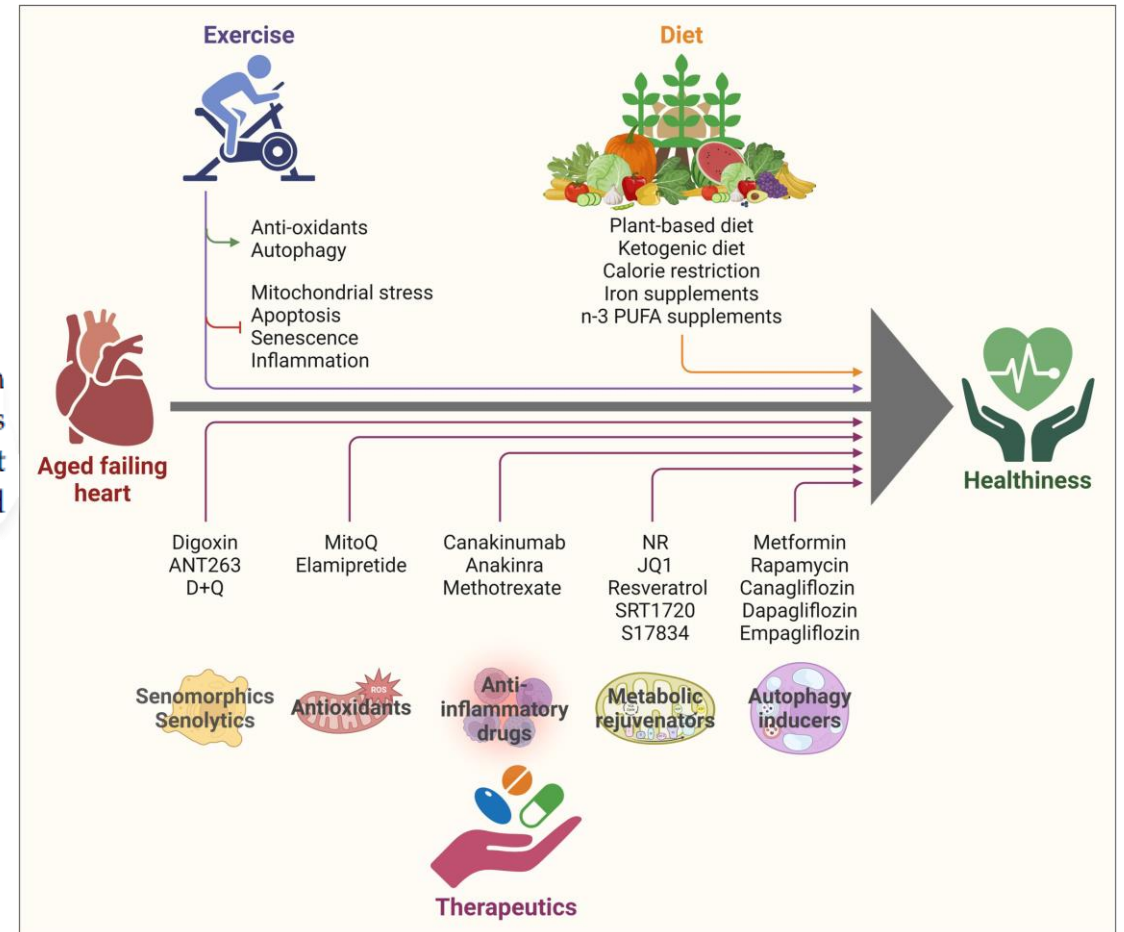 Exercise
Diet
Anti-oxidants
Autophagy
Mitochondrial stress
Apoptosis
Senescence
Inflammation
Plant-based diet
Ketogenic diet
Calorie restriction
Iron supplements
n-3 PUFA supplements
Aged failing
heart
Healthiness
Digoxin
ANT263
D+Q
MitoQ
Elamipretide
Canakinumab
Anakinra
Methotrexate
NR
JQ1
Resveratrol
SRT1720
S17834
Metformin
Rapamycin
Canagliflozin
Dapagliflozin
Empagliflozin
Senomorphics
Senolytics
ROS
Antioxidants
Anti-
inflammatory
drugs
Metabolic
rejuvenators
Autophagy
inducers
Therapeutics